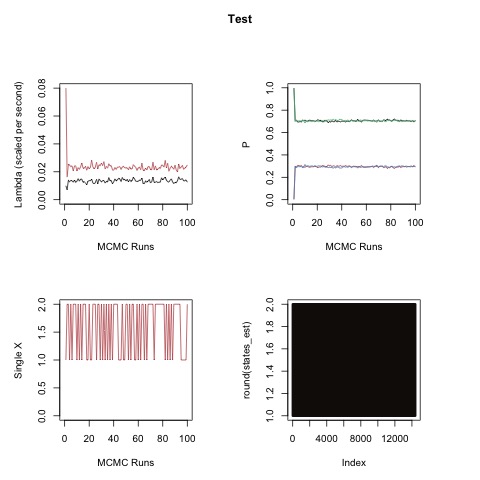 Test
Lambda (scaled per second)
0.00 0.02 0.04 0.06 0.08
0 20 40 60 80 100
MCMC Runs
P
0.0 0.2 0.4 0.6 0.8 1.0
0 20 40 60 80 100
MCMC Runs
Single X
0.0 0.5 1.0 1.5 2.0
0 20 40 60 80 100
MCMC Runs
round(states_est)
1.0 1.2 1.4 1.6 1.8 2.0
0 4000 8000 12000
Index